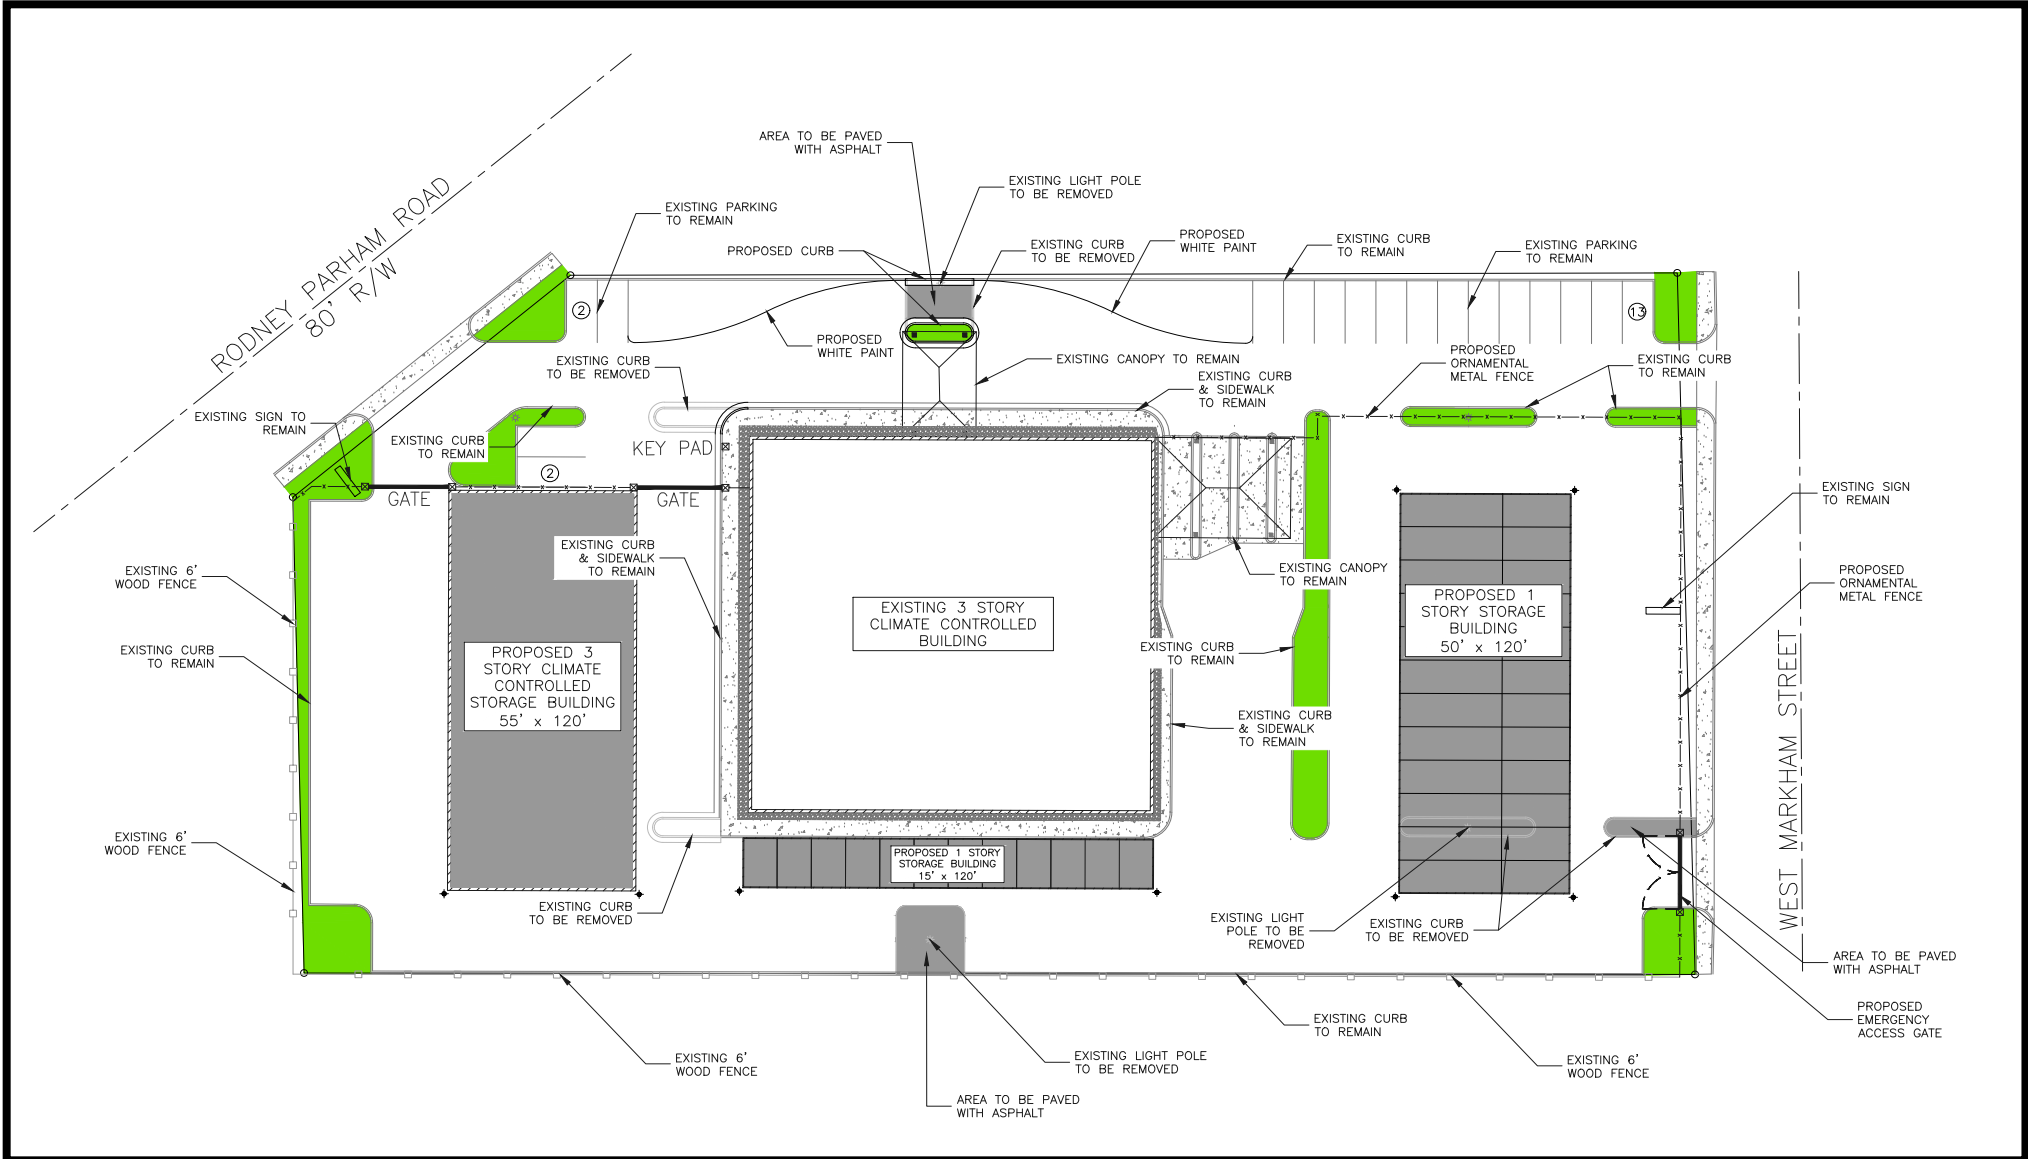 AREA TO BE PAVED
WITH ASPHALT
EXISTING LIGHT POLE
TO BE REMOVED
EXISTING PARKING
TO REMAIN
PROPOSED CURB
EXISTING CURB
TO BE REMOVED
PROPOSED
WHITE PAINT
EXISTING CURB
TO REMAIN
EXISTING PARKING
TO REMAIN
RODNEY PARHAM ROAD
80' R/W
2
13
PROPOSED
WHITE PAINT
EXISTING CURB
TO BE REMOVED
EXISTING CANOPY TO REMAIN
EXISTING CURB
& SIDEWALK
TO REMAIN
PROPOSED
ORNAMENTAL
METAL FENCE
EXISTING CURB
TO REMAIN
EXISTING SIGN TO
REMAIN
EXISTING CURB
TO REMAIN
KEY PAD
2
GATE
GATE
EXISTING SIGN
TO REMAIN
EXISTING CURB
& SIDEWALK
TO REMAIN
EXISTING 6'
WOOD FENCE
EXISTING CANOPY
TO REMAIN
PROPOSED
ORNAMENTAL
METAL FENCE
EXISTING 3 STORY
CLIMATE CONTROLLED
BUILDING
PROPOSED 1
STORY STORAGE
BUILDING
50' x 120'
EXISTING CURB
TO REMAIN
PROPOSED 3
STORY CLIMATE
CONTROLLED
STORAGE BUILDING
55' x 120'
EXISTING CURB
TO REMAIN
EXISTING CURB
& SIDEWALK
TO REMAIN
WEST MARKHAM STREET
EXISTING 6'
WOOD FENCE
PROPOSED 1 STORY
STORAGE BUILDING
15' x 120'
EXISTING CURB
TO BE REMOVED
EXISTING LIGHT
POLE TO BE
REMOVED
EXISTING CURB
TO BE REMOVED
AREA TO BE PAVED
WITH ASPHALT
PROPOSED
EMERGENCY
ACCESS GATE
EXISTING CURB
TO REMAIN
EXISTING 6'
WOOD FENCE
EXISTING LIGHT POLE
TO BE REMOVED
EXISTING 6'
WOOD FENCE
AREA TO BE PAVED
WITH ASPHALT